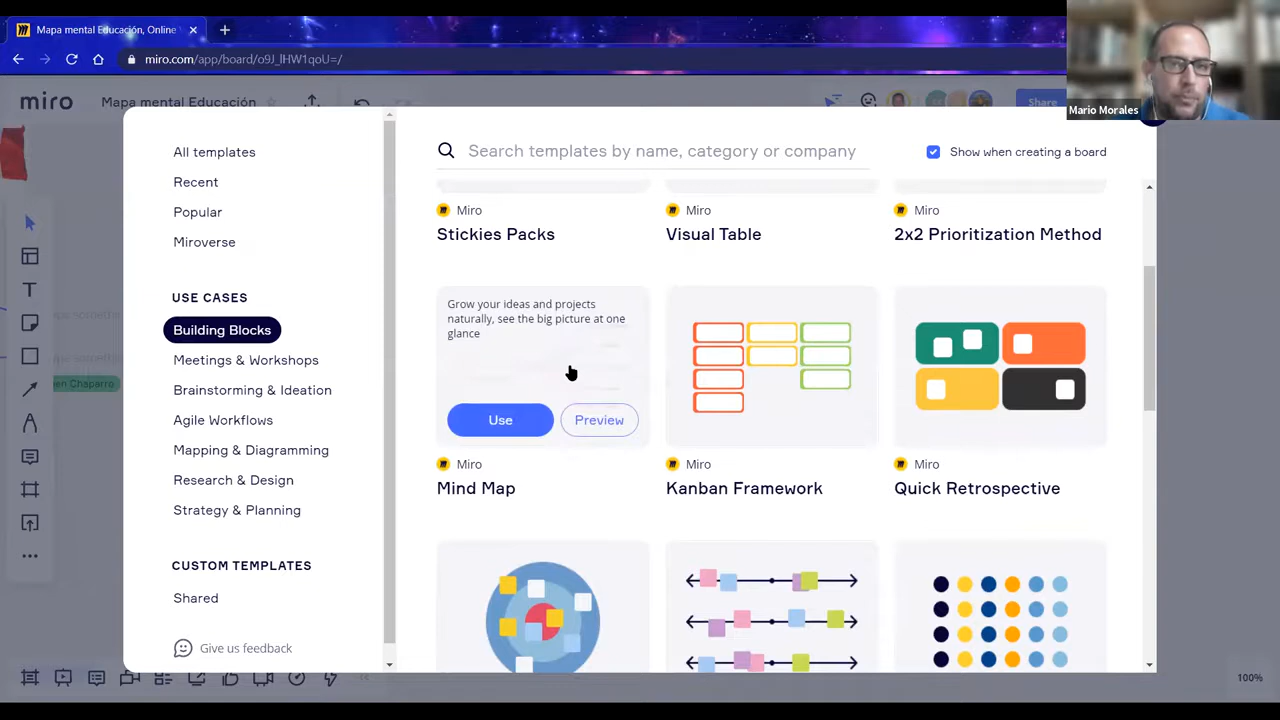 Mapa mental Educación, Online
miro.com/app/board/o9J_lHW1qoU=/
Mario Morales
miro
Mapa mental Educación
Share
All templates
Recent
Popular
Miroverse
USE CASES
Building Blocks
Meetings & Workshops
Brainstorming & Ideation
Agile Workflows
Mapping & Diagramming
Research & Design
Strategy & Planning
CUSTOM TEMPLATES
Shared
Give us feedback
Search templates by name, category or company
Show when creating a board
Miro
Stickies Packs
Miro
Visual Table
Miro
2x2 Prioritization Method
Grow your ideas and projects
naturally, see the big picture at one
glance
Use
Preview
Miro
Mind Map
Miro
Kanban Framework
Miro
Quick Retrospective
Chaparro
100%